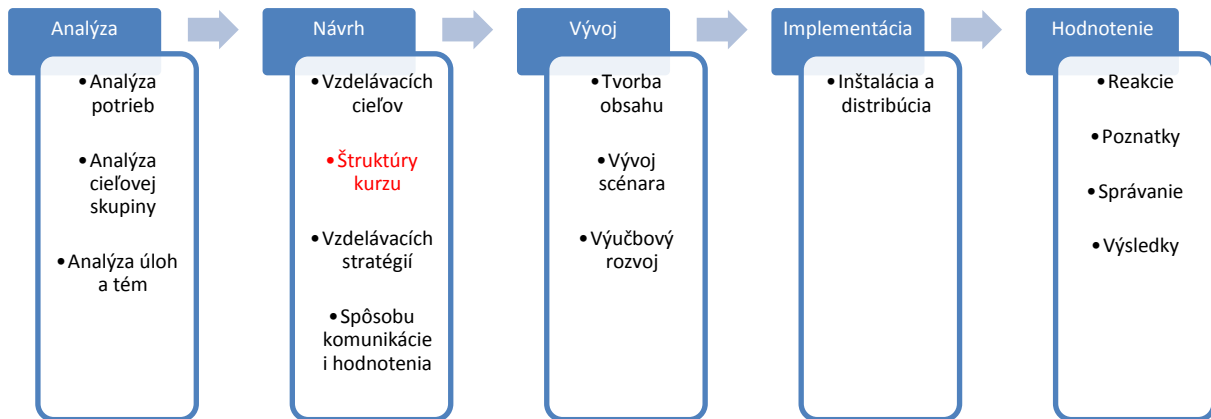 Analýza
• Analýza
potrieb
• Analýza
cieľovej
skupiny
• Analýza úloh
a tém
Návrh
• Vzdelávacích
cieľov
• Štruktúry
kurzu
• Vzdelávacích
stratégií
• Spôsobu
komunikácie
i hodnotenia
Vývoj
• Tvorba
obsahu
• Vývoj
scénara
• Výučbový
rozvoj
Implementácia
• Inštalácia a
distribúcia
Hodnotenie
• Reakcie
• Poznatky
• Správanie
• Výsledky